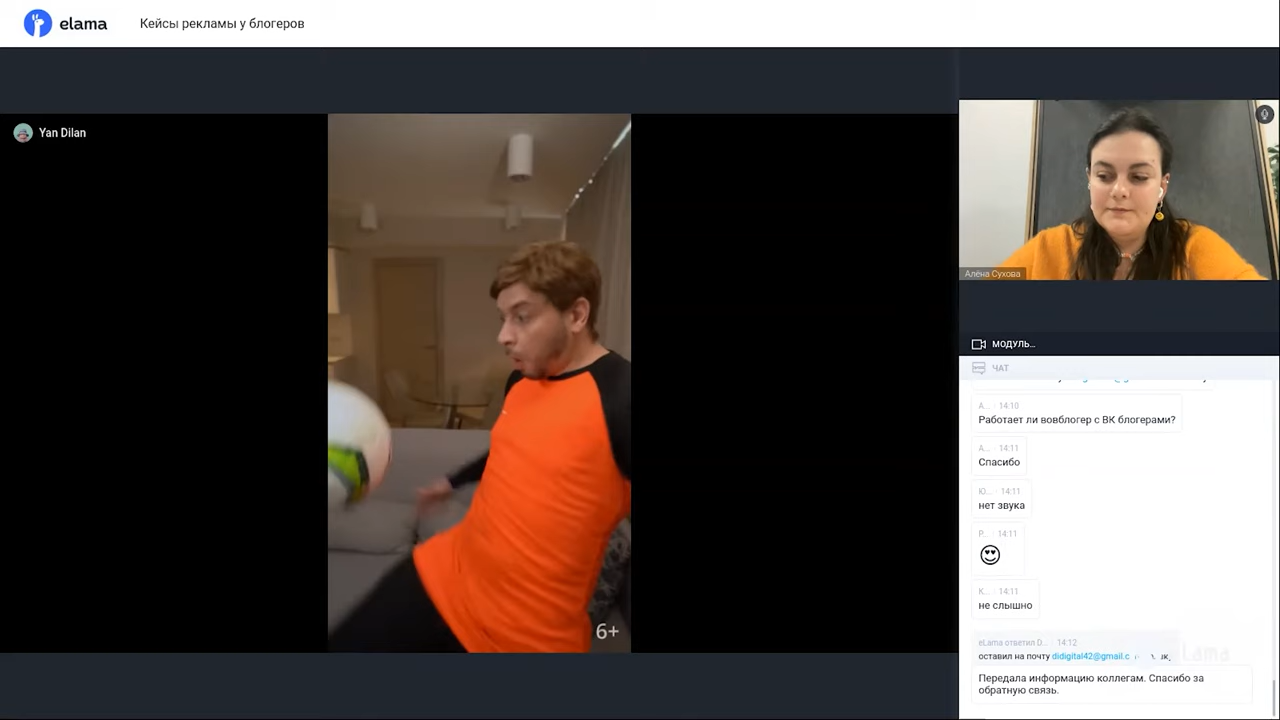 elama
Кейсы рекламы у блогеров
Yan Dilan
6+
Алёна Сухова
МОДУЛЬ...
ЧАТ
А... · 14:10
Работает ли вовблогер с ВК блогерами?
А... · 14:11
Спасибо
Ю... · 14:11
нет звука
Р... · 14:11
К... · 14:11
не слышно
eLama ответил D... · 14:12
оставил на почту didigital42@gmail.c
Передала информацию коллегам. Спасибо за
обратную связь.